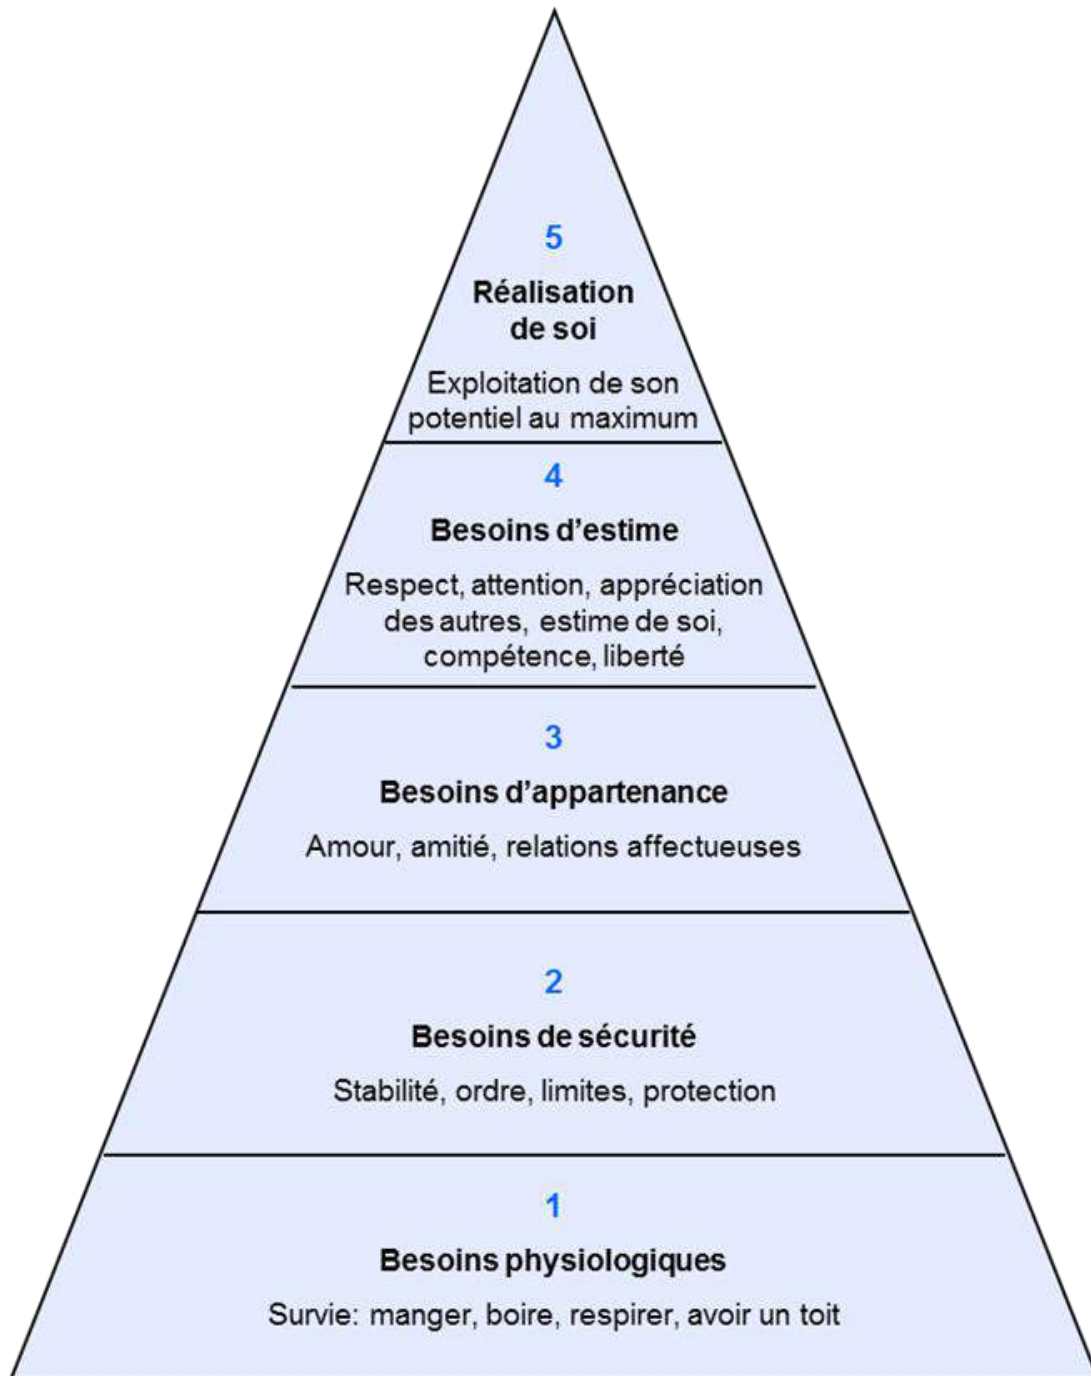 5
Réalisation
de soi
Exploitation de son
potentiel au maximum
4
Besoins d’estime
Respect, attention, appréciation
des autres, estime de soi,
compétence, liberté
3
Besoins d’appartenance
Amour, amitié, relations affectueuses
2
Besoins de sécurité
Stabilité, ordre, limites, protection
1
Besoins physiologiques
Survie: manger, boire, respirer, avoir un toit